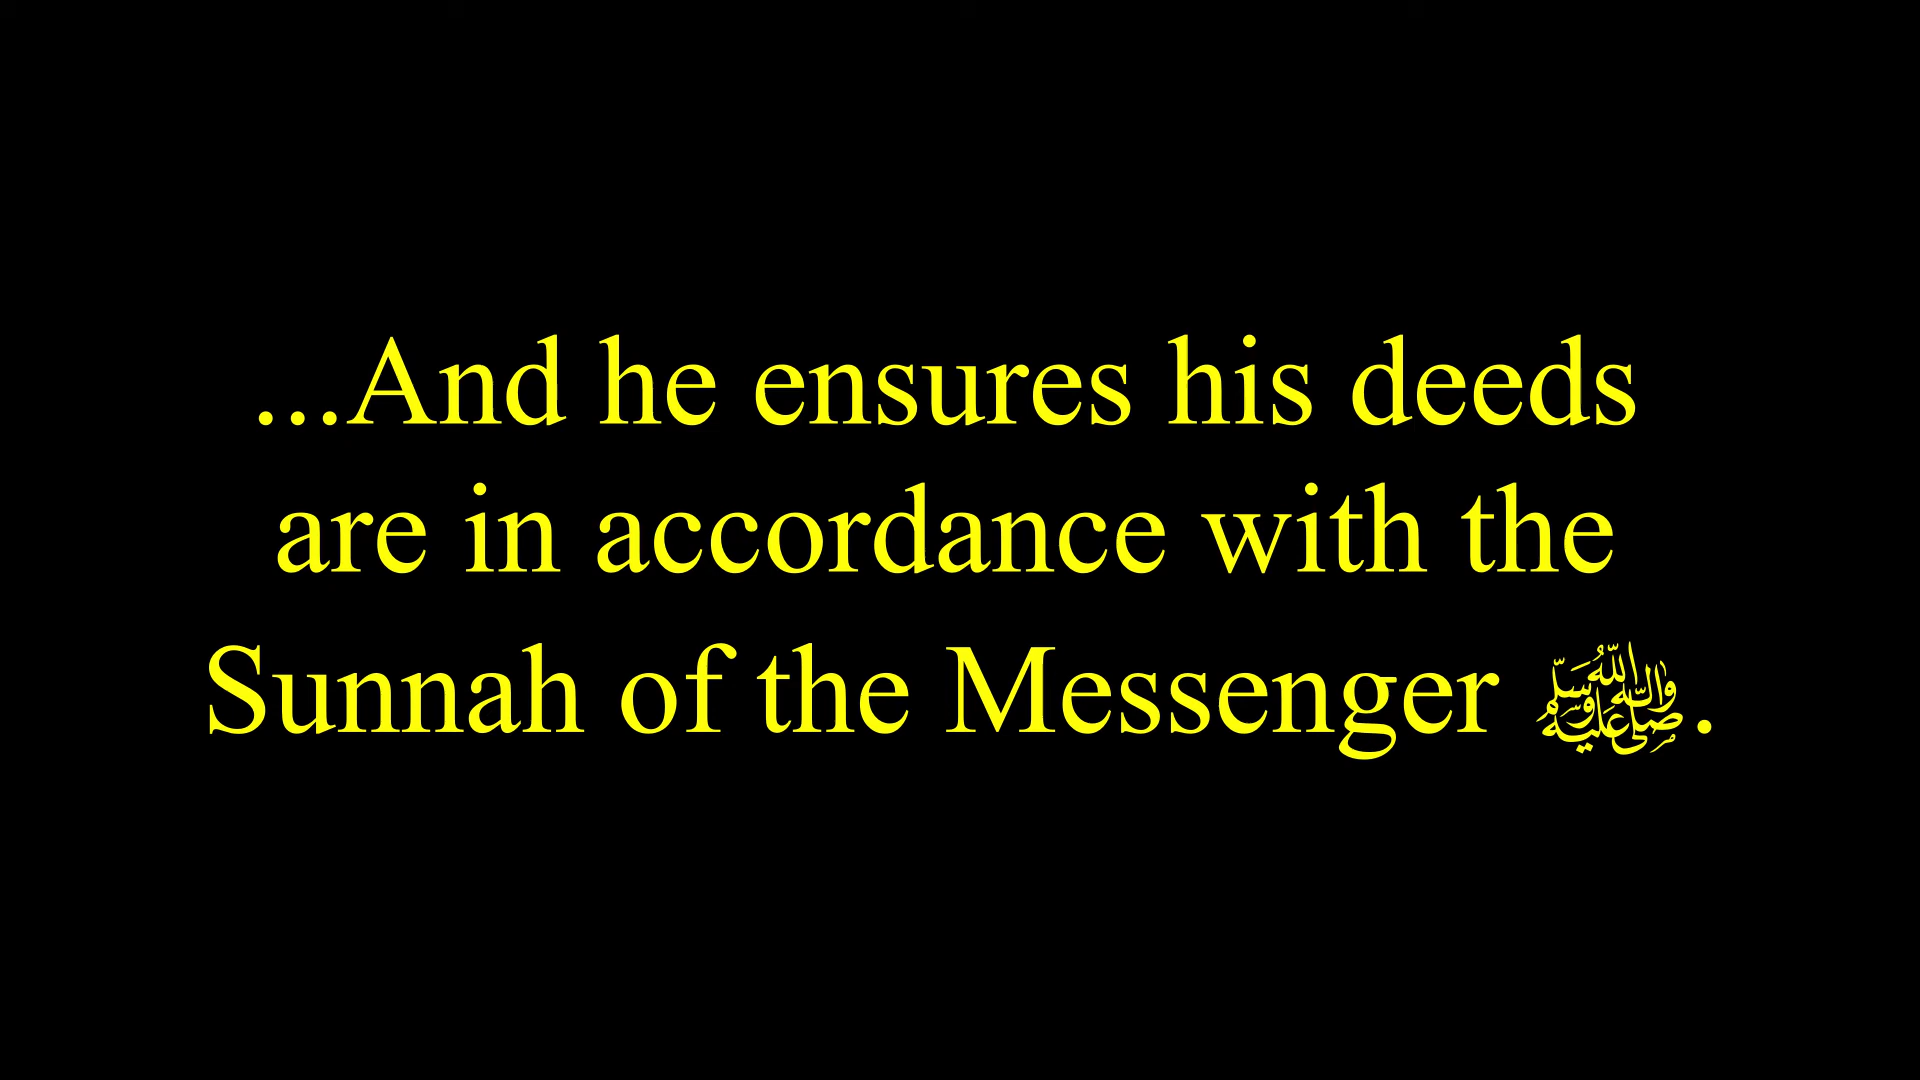 ...And he ensures his deeds
are in accordance with the
Sunnah of the Messenger ﷺ.